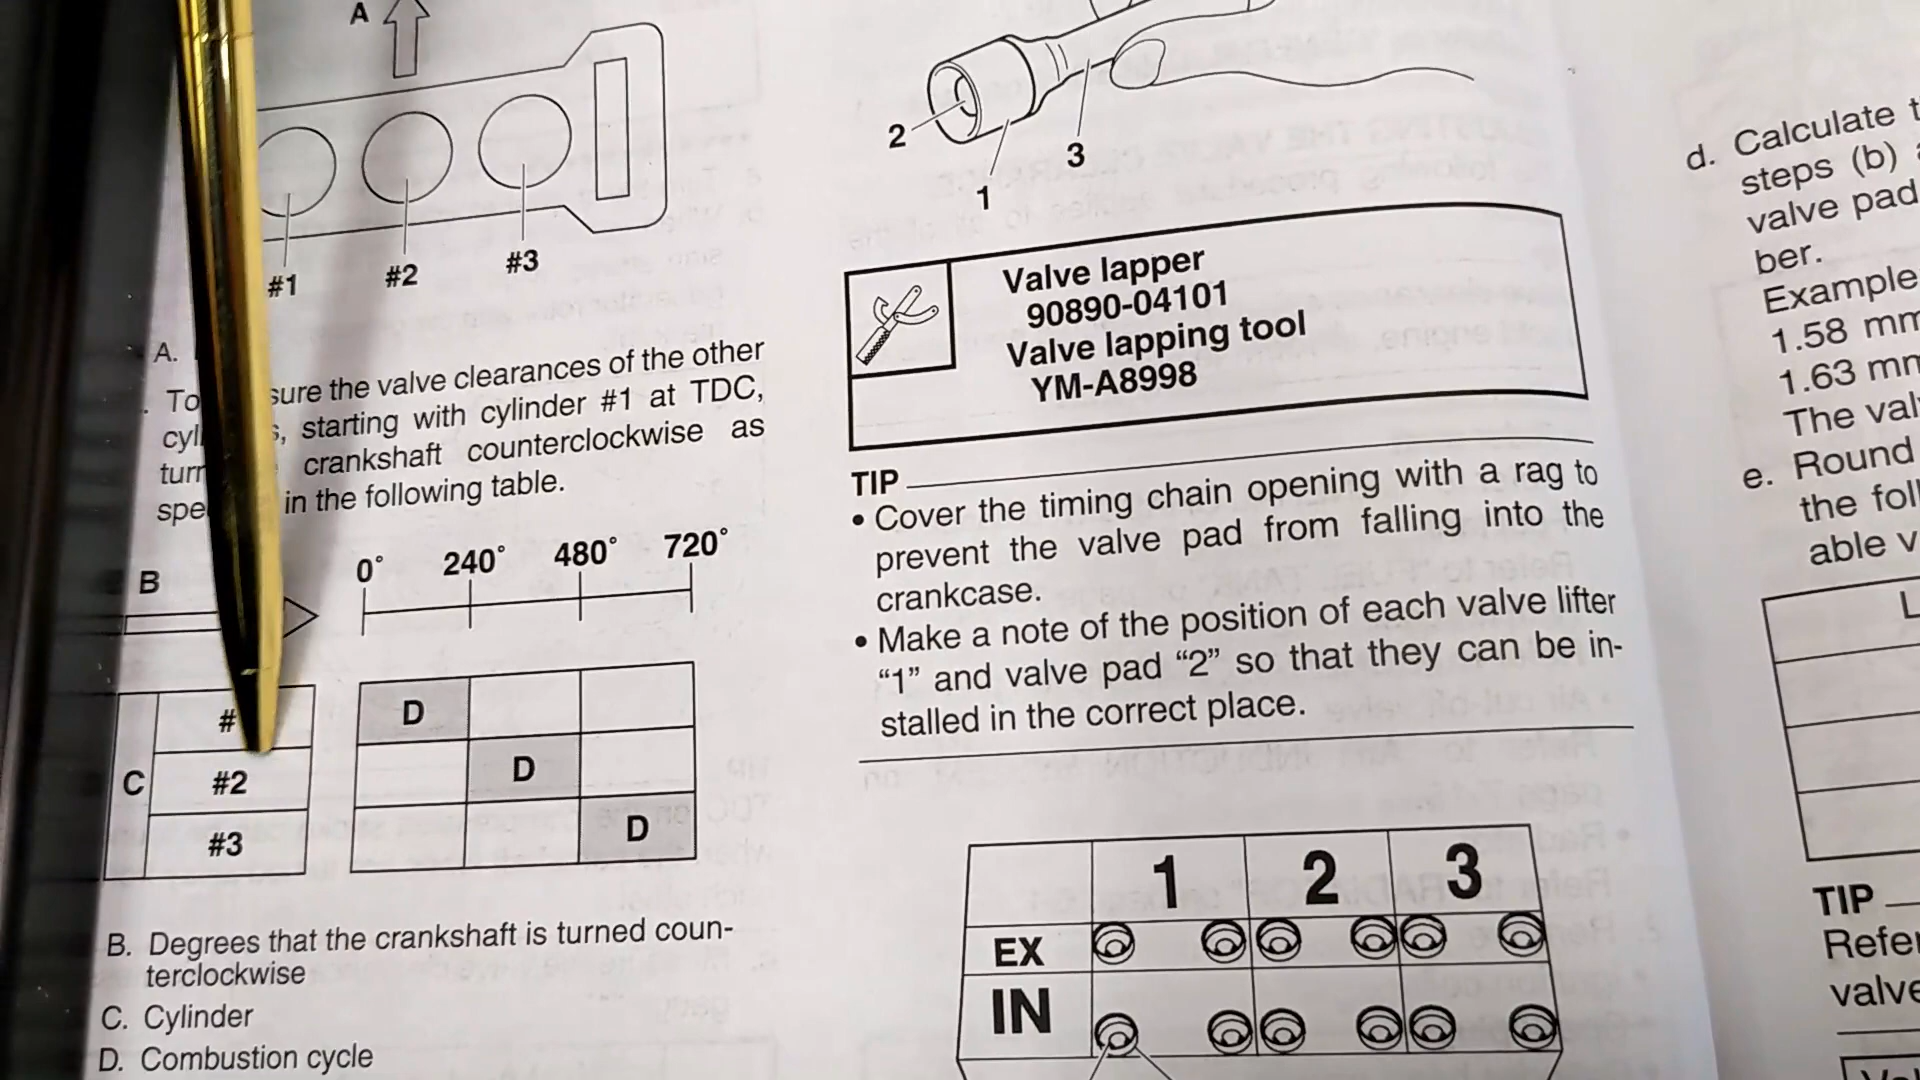 A
#1
#2
#3
A.
To sure the valve clearances of the other
cyl s, starting with cylinder #1 at TDC,
turn crankshaft counterclockwise as
spe in the following table.
B
0° 240° 480° 720°
C
#
#2
#3
D
D
D
B. Degrees that the crankshaft is turned coun-
terclockwise
C. Cylinder
D. Combustion cycle
2
1
3
Valve lapper
90890-04101
Valve lapping tool
YM-A8998
TIP
• Cover the timing chain opening with a rag to
prevent the valve pad from falling into the
crankcase.
• Make a note of the position of each valve lifter
“1” and valve pad “2” so that they can be in-
stalled in the correct place.
1 2 3
EX
IN
d. Calculate t
steps (b)
valve pad
ber.
Example
1.58 mm
1.63 mm
The val
e. Round
the foll
able v
L
TIP
Refer
valve